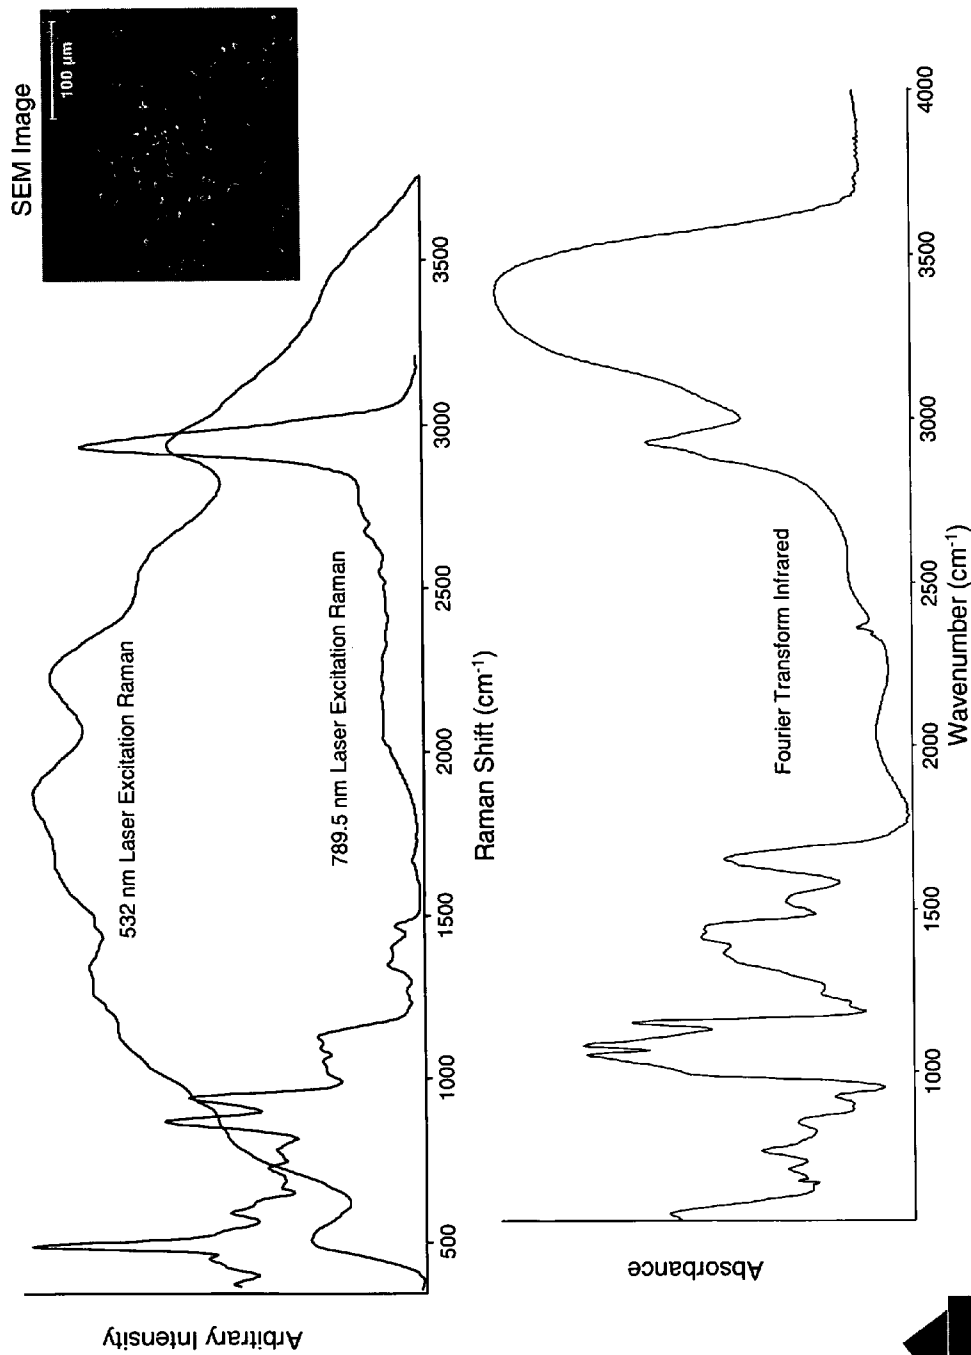 SEM Image
100 µm
Arbitrary Intensity
532 nm Laser Excitation Raman
789.5 nm Laser Excitation Raman
500
1000
1500
2000
2500
3000
3500
Raman Shift (cm⁻¹)
Absorbance
Fourier Transform Infrared
1000
1500
2000
2500
3000
3500
4000
Wavenumber (cm⁻¹)